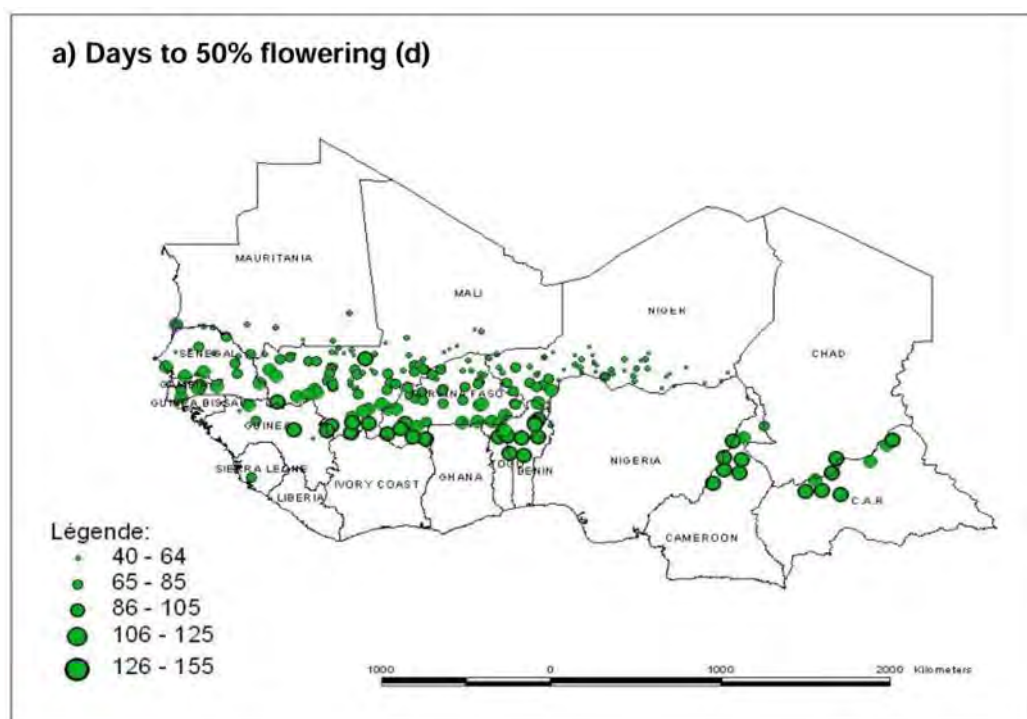 a) Days to 50% flowering (d)
MAURITANIA
MALI
NIGER
CHAD
SENEGAL
GAMBIA
BURKINA FASO
GUINEA BISSAU
GUINEA
NIGERIA
SIERRA LEONE
LIBERIA
IVORY COAST
GHANA
TOGO
BENIN
CAMEROON
C.A.R
Légende:
40 - 64
65 - 85
86 - 105
106 - 125
126 - 155
1000 0 1000 2000 Kilometers